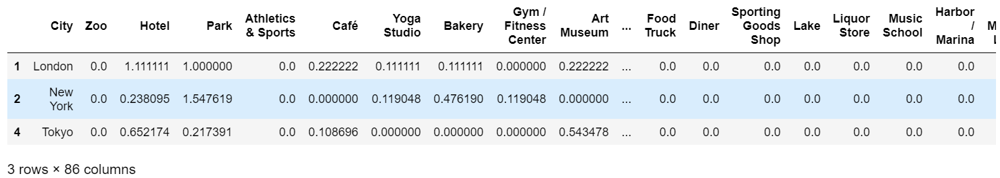 City Zoo Hotel Park Athletics & Sports Café Yoga Studio Bakery Gym / Fitness Center Art Museum ... Food Truck Diner Sporting Goods Shop Lake Liquor Store Music School Harbor / Marina
1 London 0.0 1.111111 1.000000 0.0 0.222222 0.111111 0.111111 0.000000 0.222222 ... 0.0 0.0 0.0 0.0 0.0 0.0 0.0
2 New York 0.0 0.238095 1.547619 0.0 0.000000 0.119048 0.476190 0.119048 0.000000 ... 0.0 0.0 0.0 0.0 0.0 0.0 0.0
4 Tokyo 0.0 0.652174 0.217391 0.0 0.108696 0.000000 0.000000 0.000000 0.543478 ... 0.0 0.0 0.0 0.0 0.0 0.0 0.0
3 rows × 86 columns